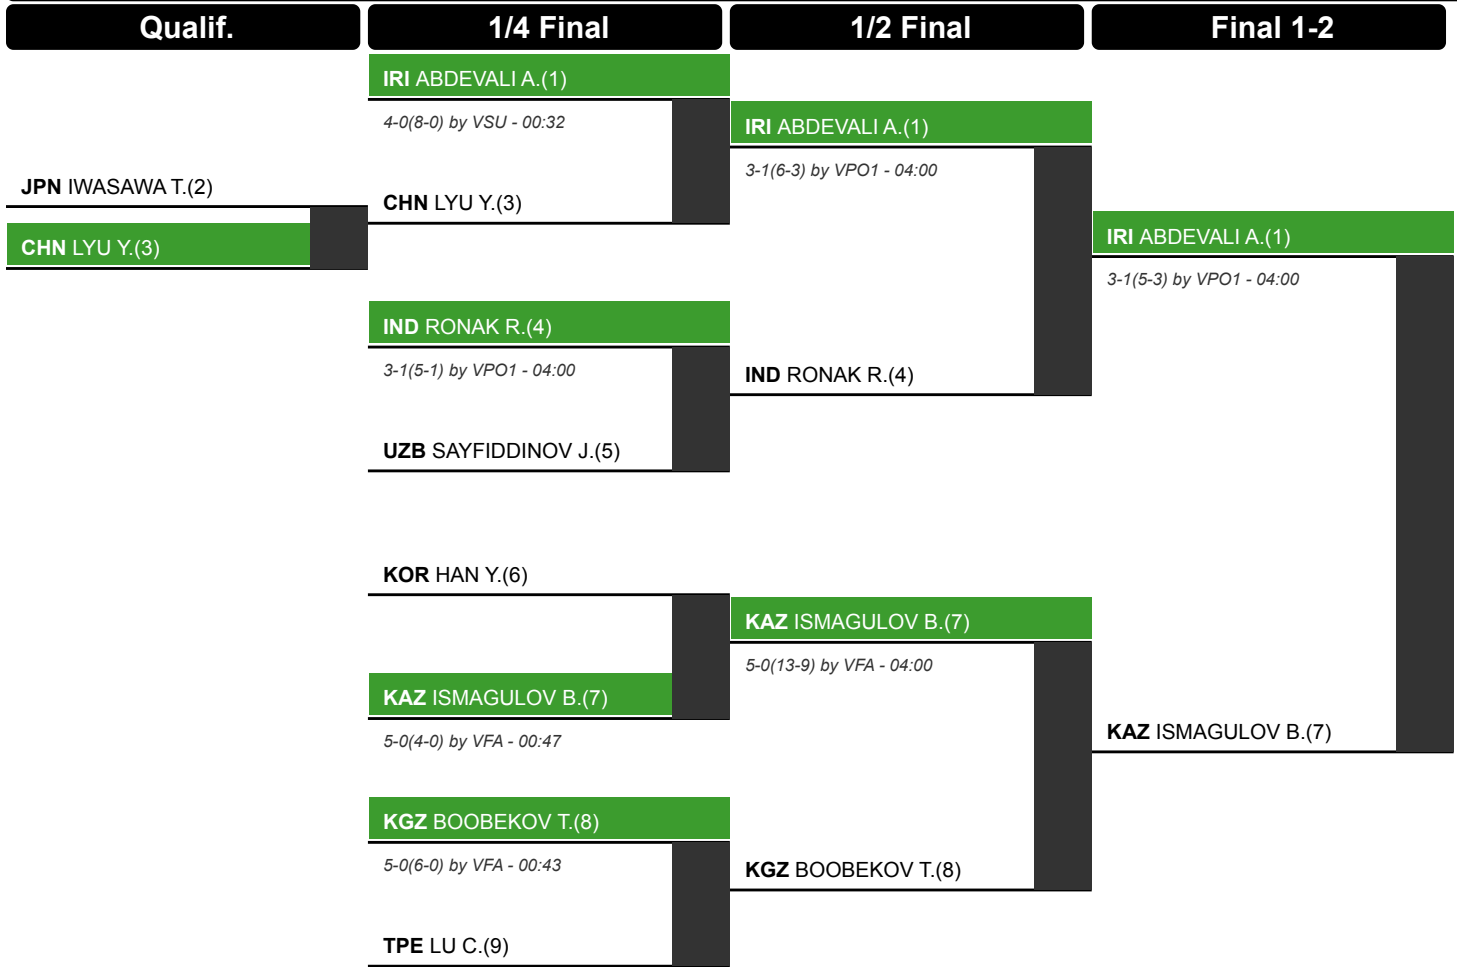 Qualif.
1/4 Final
1/2 Final
Final 1-2
JPN IWASAWA T.(2)
CHN LYU Y.(3)
IRI ABDEVALI A.(1)
4-0(8-0) by VSU - 00:32
CHN LYU Y.(3)
IND RONAK R.(4)
3-1(5-1) by VPO1 - 04:00
UZB SAYFIDDINOV J.(5)
KOR HAN Y.(6)
KAZ ISMAGULOV B.(7)
5-0(4-0) by VFA - 00:47
KGZ BOOBEKOV T.(8)
5-0(6-0) by VFA - 00:43
TPE LU C.(9)
IRI ABDEVALI A.(1)
3-1(6-3) by VPO1 - 04:00
IND RONAK R.(4)
KAZ ISMAGULOV B.(7)
5-0(13-9) by VFA - 04:00
KGZ BOOBEKOV T.(8)
IRI ABDEVALI A.(1)
3-1(5-3) by VPO1 - 04:00
KAZ ISMAGULOV B.(7)